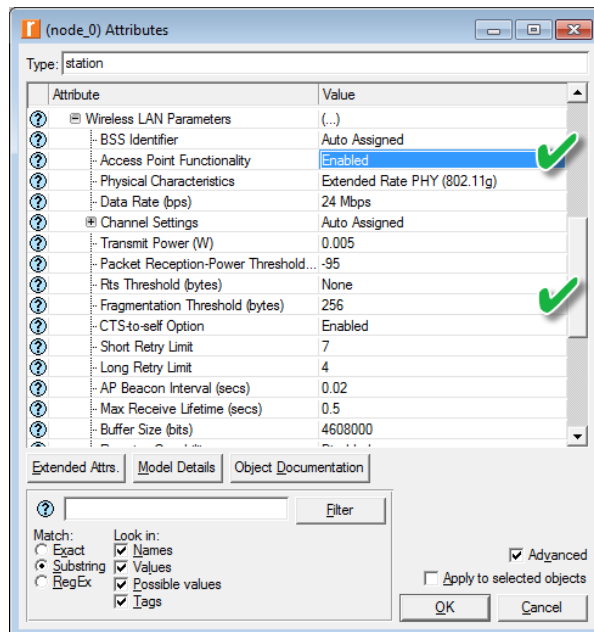 (node_0) Attributes
Type: station
Attribute Value
Wireless LAN Parameters (...)
BSS Identifier Auto Assigned
Access Point Functionality Enabled
Physical Characteristics Extended Rate PHY (802.11g)
Data Rate (bps) 24 Mbps
Channel Settings Auto Assigned
Transmit Power (W) 0.005
Packet Reception-Power Threshold... -95
Rts Threshold (bytes) None
Fragmentation Threshold (bytes) 256
CTS-to-self Option Enabled
Short Retry Limit 7
Long Retry Limit 4
AP Beacon Interval (secs) 0.02
Max Receive Lifetime (secs) 0.5
Buffer Size (bits) 4608000
Extended Attrs. Model Details Object Documentation
Filter
Match: Look in:
Exact Names
Substring Values
RegEx Possible values
Tags
Advanced
Apply to selected objects
OK Cancel